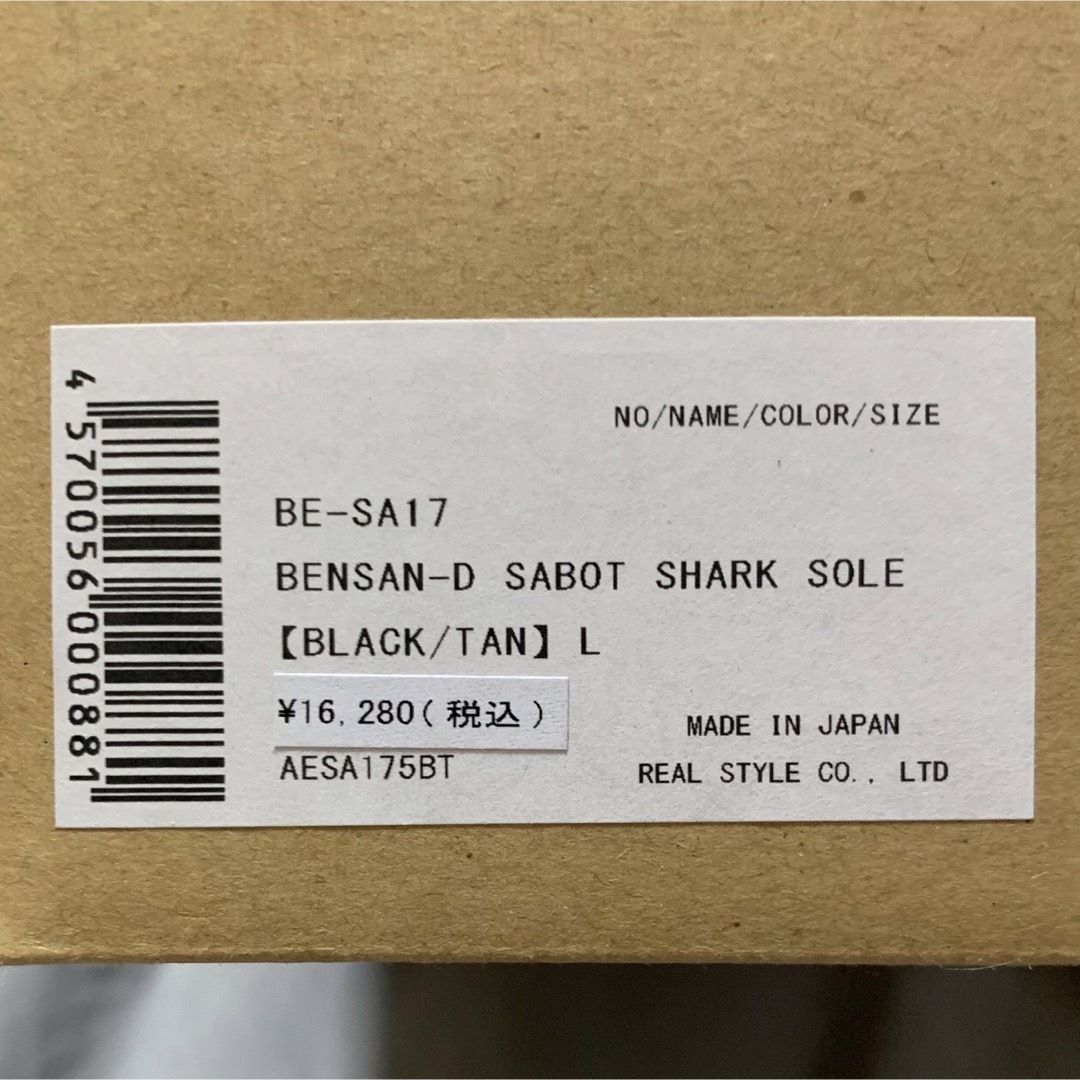 NO/NAME/COLOR/SIZE
BE-SA17
BENSAN-D SABOT SHARK SOLE
【BLACK/TAN】 L
¥16,280(税込)
AESA175BT
MADE IN JAPAN
REAL STYLE CO., LTD
4570056000881